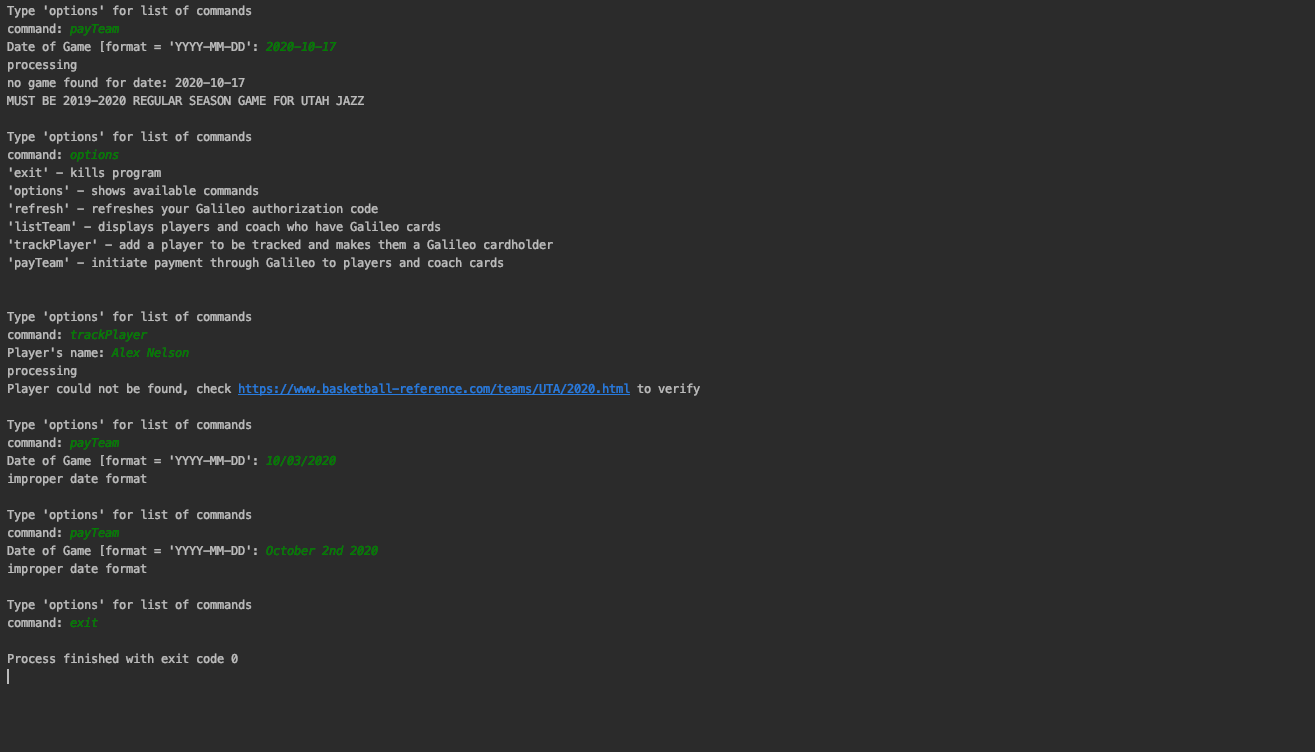 Type 'options' for list of commands
command: payTeam
Date of Game [format = 'YYYY-MM-DD': 2020-10-17
processing
no game found for date: 2020-10-17
MUST BE 2019-2020 REGULAR SEASON GAME FOR UTAH JAZZ
Type 'options' for list of commands
command: options
'exit' - kills program
'options' - shows available commands
'refresh' - refreshes your Galileo authorization code
'listTeam' - displays players and coach who have Galileo cards
'trackPlayer' - add a player to be tracked and makes them a Galileo cardholder
'payTeam' - initiate payment through Galileo to players and coach cards
Type 'options' for list of commands
command: trackPlayer
Player's name: Alex Nelson
processing
Player could not be found, check https://www.basketball-reference.com/teams/UTA/2020.html to verify
Type 'options' for list of commands
command: payTeam
Date of Game [format = 'YYYY-MM-DD': 10/03/2020
improper date format
Type 'options' for list of commands
command: payTeam
Date of Game [format = 'YYYY-MM-DD': October 2nd 2020
improper date format
Type 'options' for list of commands
command: exit
Process finished with exit code 0